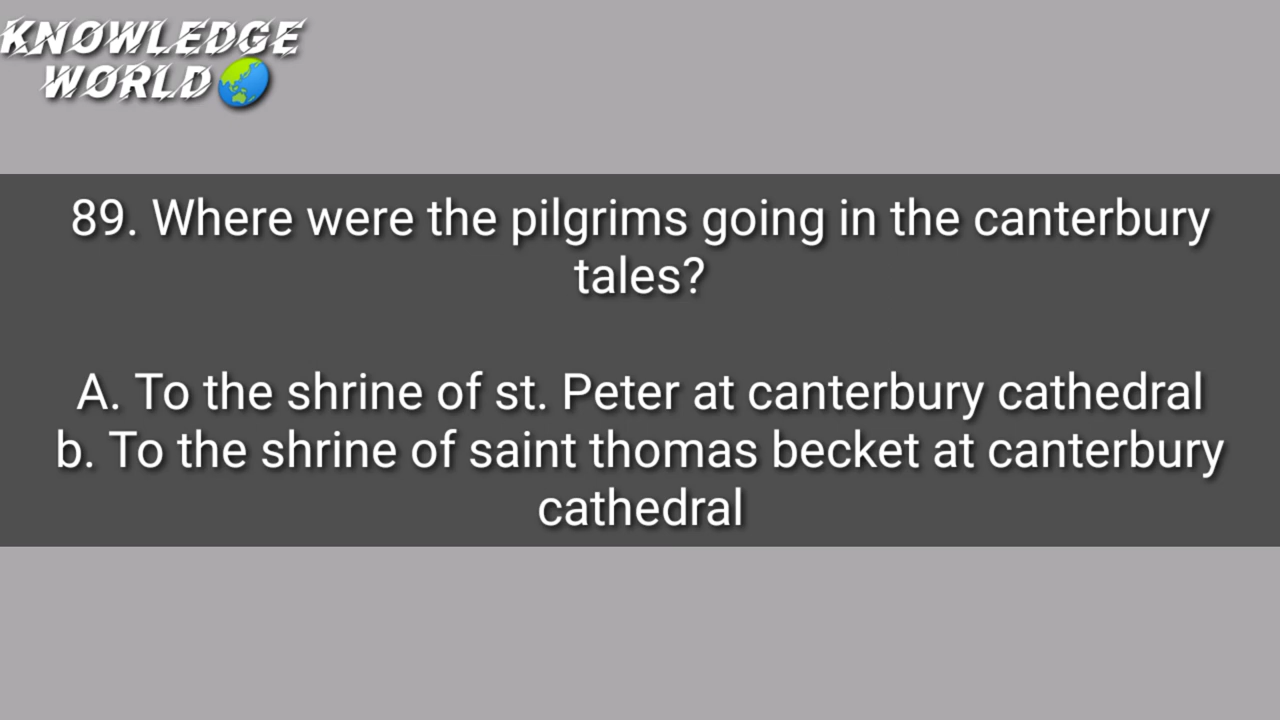 KNOWLEDGE
WORLD
89. Where were the pilgrims going in the canterbury
tales?
A. To the shrine of st. Peter at canterbury cathedral
b. To the shrine of saint thomas becket at canterbury
cathedral